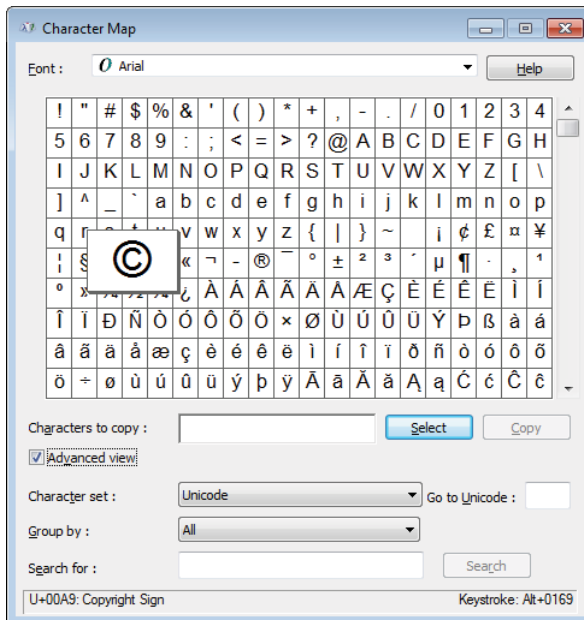 Character Map
Font : O Arial Help
! " # $ % & ' ( ) * + , - . / 0 1 2 3 4
5 6 7 8 9 : ; < = > ? @ A B C D E F G H
I J K L M N O P Q R S T U V W X Y Z [ \
] ^ _ ` a b c d e f g h i j k l m n o p
q v w x y z { | } ~ ¡ ¢ £ ¤ ¥
¦ © « ¬ - ® ¯ ° ± ² ³ ´ µ ¶ · ¸ ¹
º ¿ À Á Â Ã Ä Å Æ Ç È É Ê Ë Ì Í
Î Ï Ð Ñ Ò Ó Ô Õ Ö × Ø Ù Ú Û Ü Ý Þ ß à á
â ã ä å æ ç è é ê ë ì í î ï ð ñ ò ó ô õ
ö ÷ ø ù ú û ü ý þ ÿ Ā ā Ă ă Ą ą Ć ć Ĉ ĉ
Characters to copy : Select Copy
Advanced view
Character set : Unicode Go to Unicode :
Group by : All
Search for : Search
U+00A9: Copyright Sign Keystroke: Alt+0169